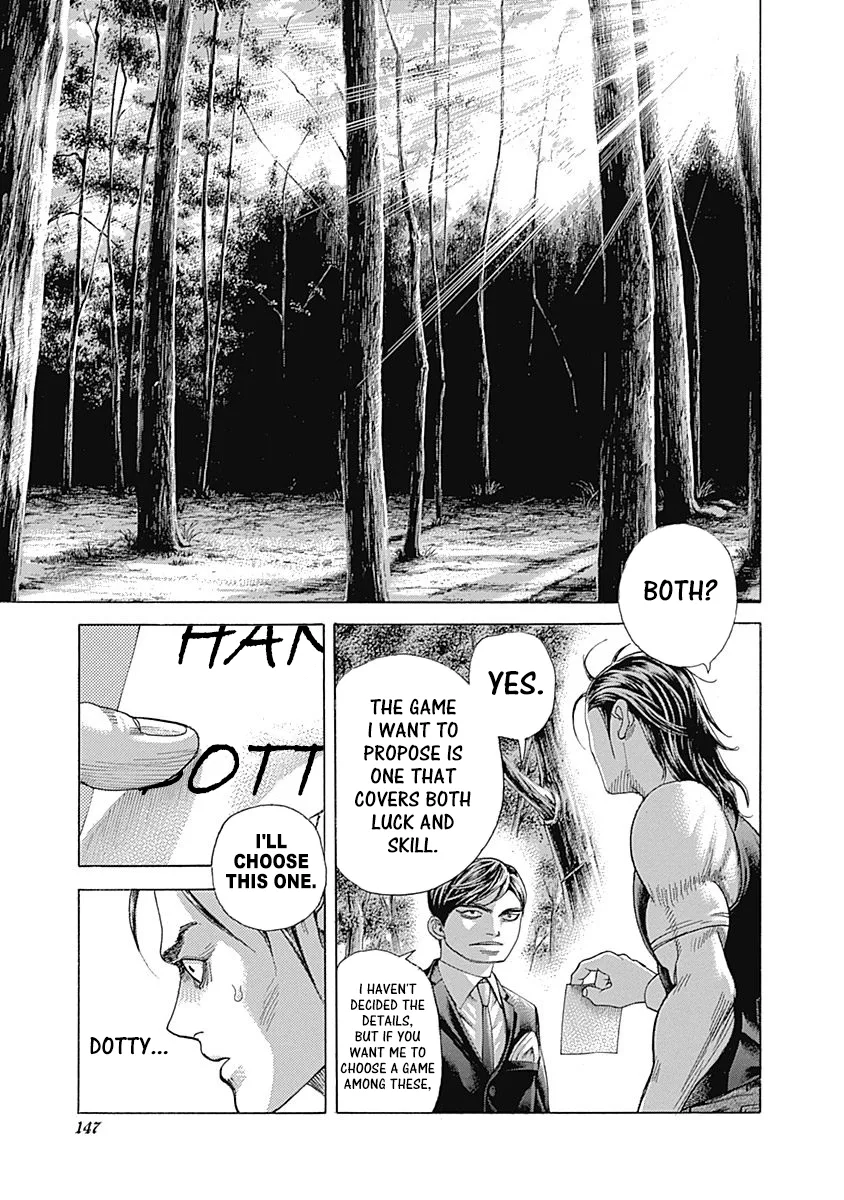 BOTH?
YES.
THE GAME
I WANT TO
PROPOSE IS
ONE THAT
COVERS BOTH
LUCK AND
SKILL.
I HAVEN'T
DECIDED THE
DETAILS,
BUT IF YOU
WANT ME TO
CHOOSE A GAME
AMONG THESE,
HAN
DOTT
I'LL
CHOOSE
THIS ONE.
DOTTY...
147